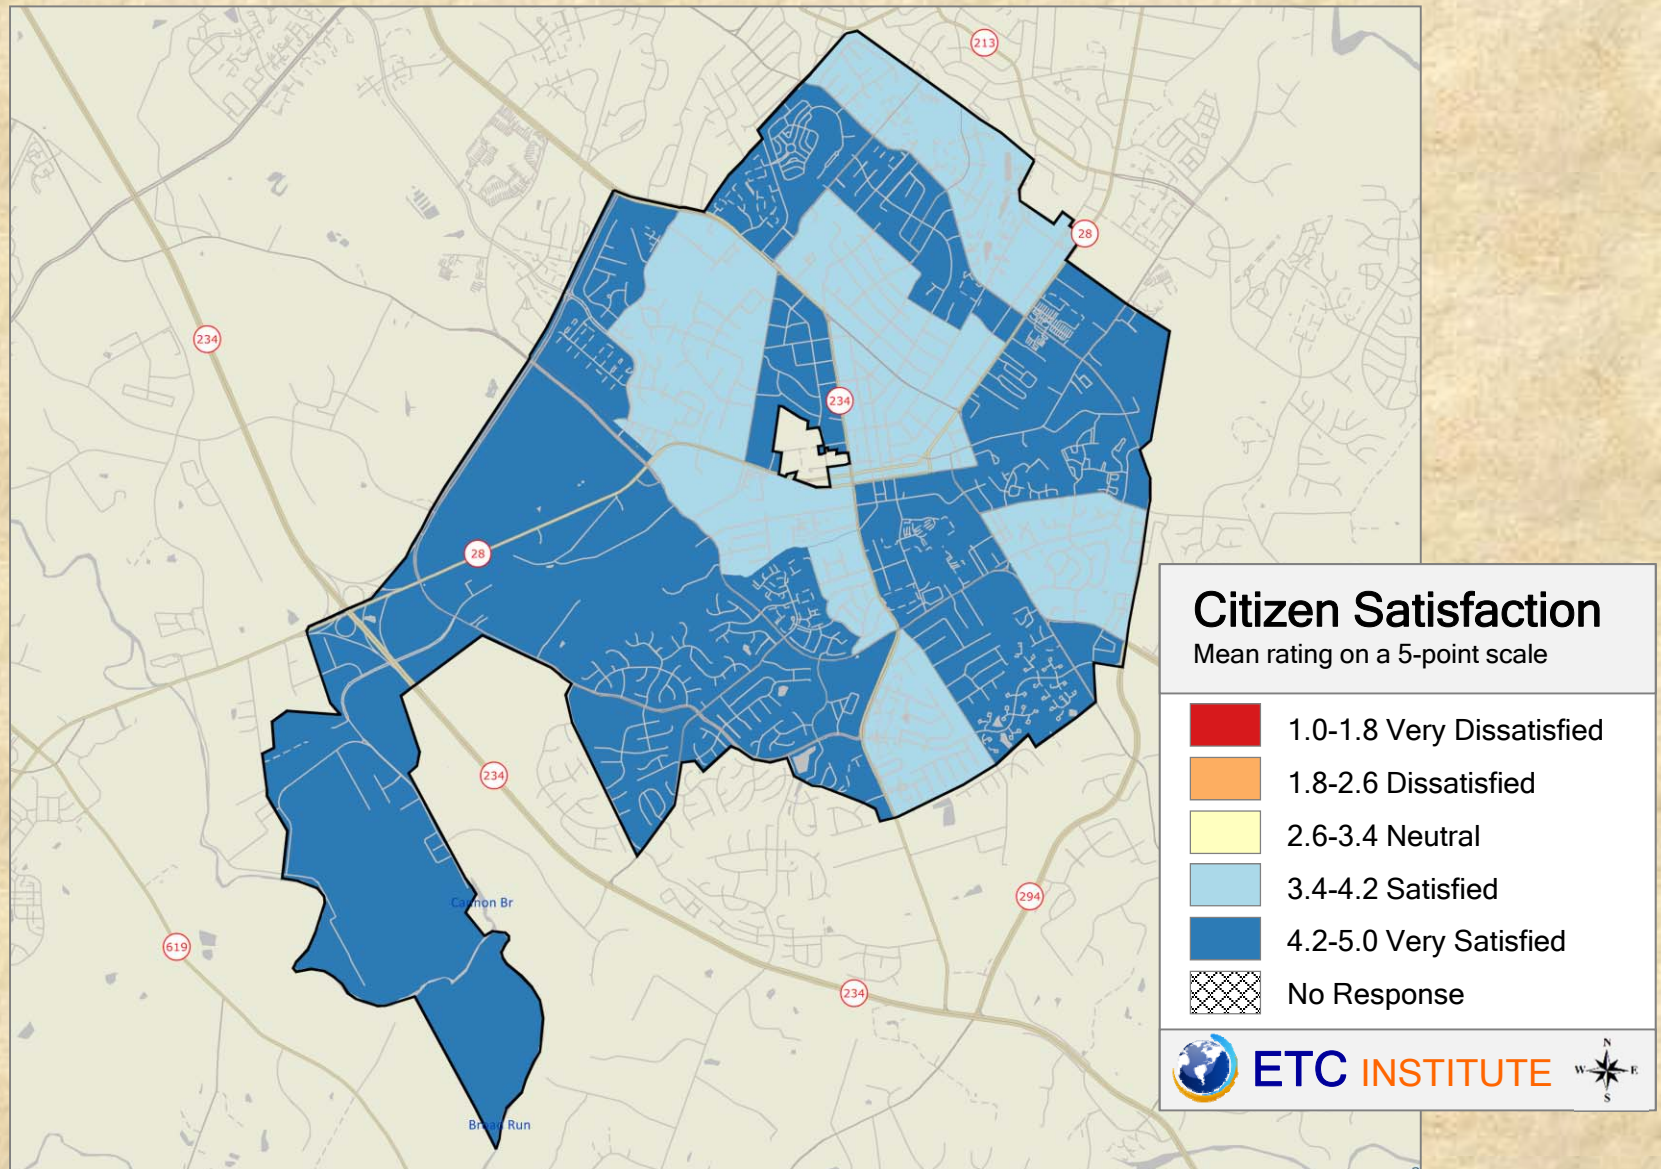 213
28
234
234
28
Citizen Satisfaction
Mean rating on a 5-point scale
1.0-1.8 Very Dissatisfied
1.8-2.6 Dissatisfied
2.6-3.4 Neutral
3.4-4.2 Satisfied
4.2-5.0 Very Satisfied
No Response
234
294
Cannon Br
619
234
ETC INSTITUTE
N
W E
S
Broad Run